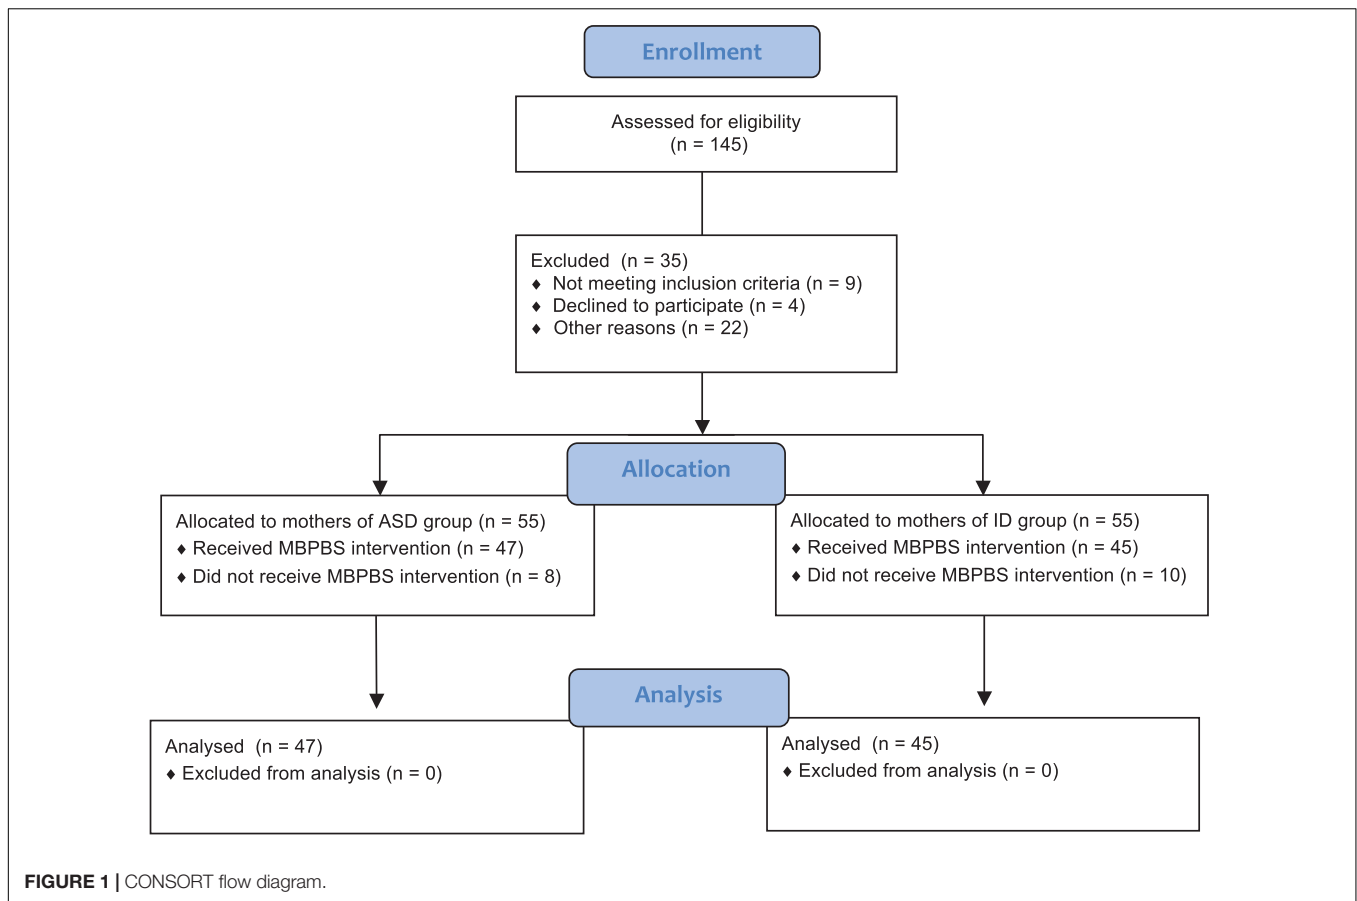 Enrollment
Assessed for eligibility
(n = 145)
Excluded (n = 35)
♦ Not meeting inclusion criteria (n = 9)
♦ Declined to participate (n = 4)
♦ Other reasons (n = 22)
Allocation
Allocated to mothers of ASD group (n = 55)
♦ Received MBPBS intervention (n = 47)
♦ Did not receive MBPBS intervention (n = 8)
Allocated to mothers of ID group (n = 55)
♦ Received MBPBS intervention (n = 45)
♦ Did not receive MBPBS intervention (n = 10)
Analysis
Analysed (n = 47)
♦ Excluded from analysis (n = 0)
Analysed (n = 45)
♦ Excluded from analysis (n = 0)
FIGURE 1 | CONSORT flow diagram.